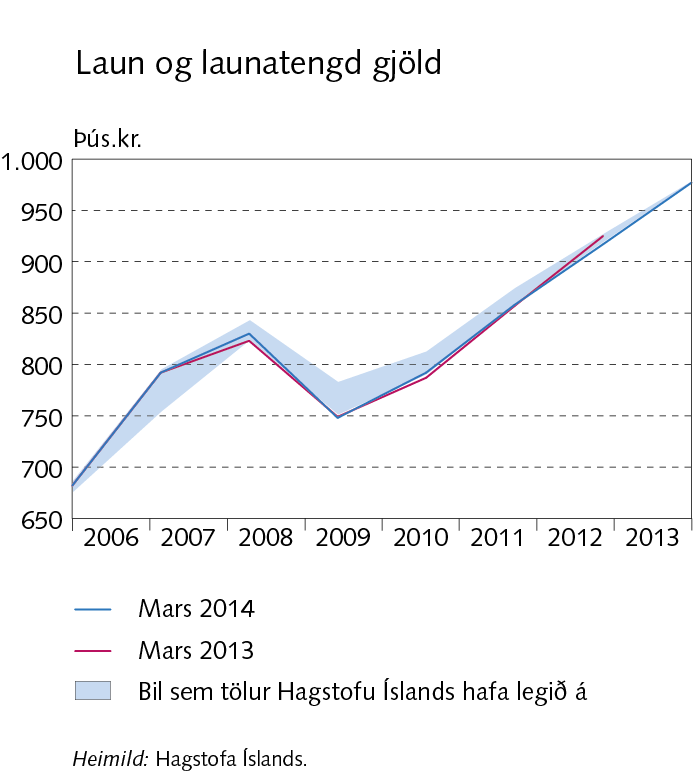 Laun og launatengd gjöld
Þús.kr.
1.000
950
900
850
800
750
700
650
2006 2007 2008 2009 2010 2011 2012 2013
Mars 2014
Mars 2013
Bil sem tölur Hagstofu Íslands hafa legið á
Heimild: Hagstofa Íslands.